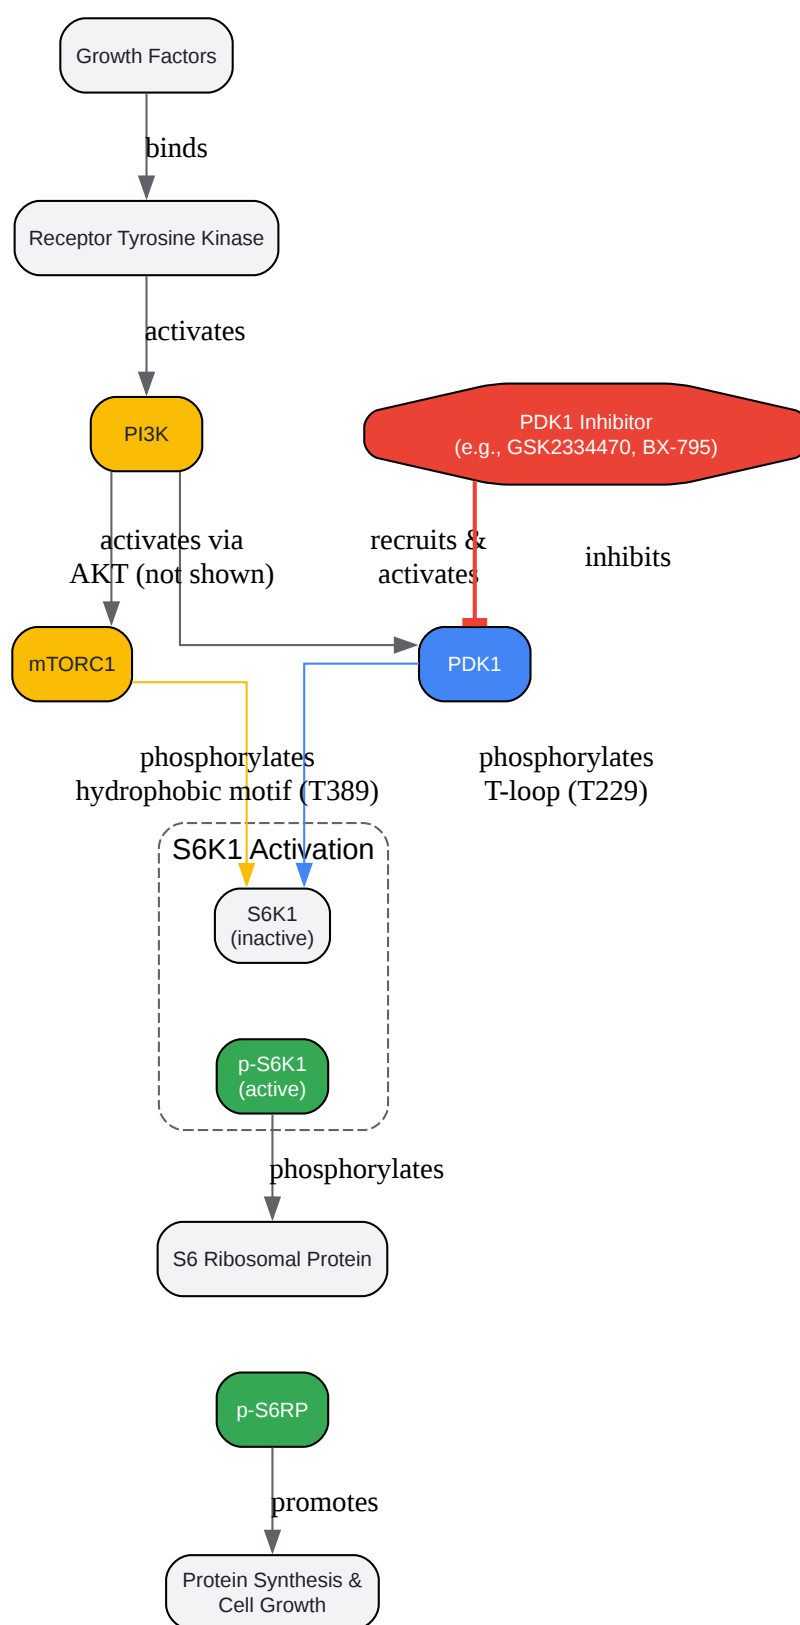 Growth Factors
binds
Receptor Tyrosine Kinase
activates
PI3K
PDK1 Inhibitor
(e.g., GSK2334470, BX-795)
activates via
AKT (not shown)
recruits &
activates
inhibits
mTORC1
PDK1
phosphorylates
hydrophobic motif (T389)
phosphorylates
T-loop (T229)
S6K1 Activation
S6K1
(inactive)
p-S6K1
(active)
phosphorylates
S6 Ribosomal Protein
p-S6RP
promotes
Protein Synthesis &
Cell Growth